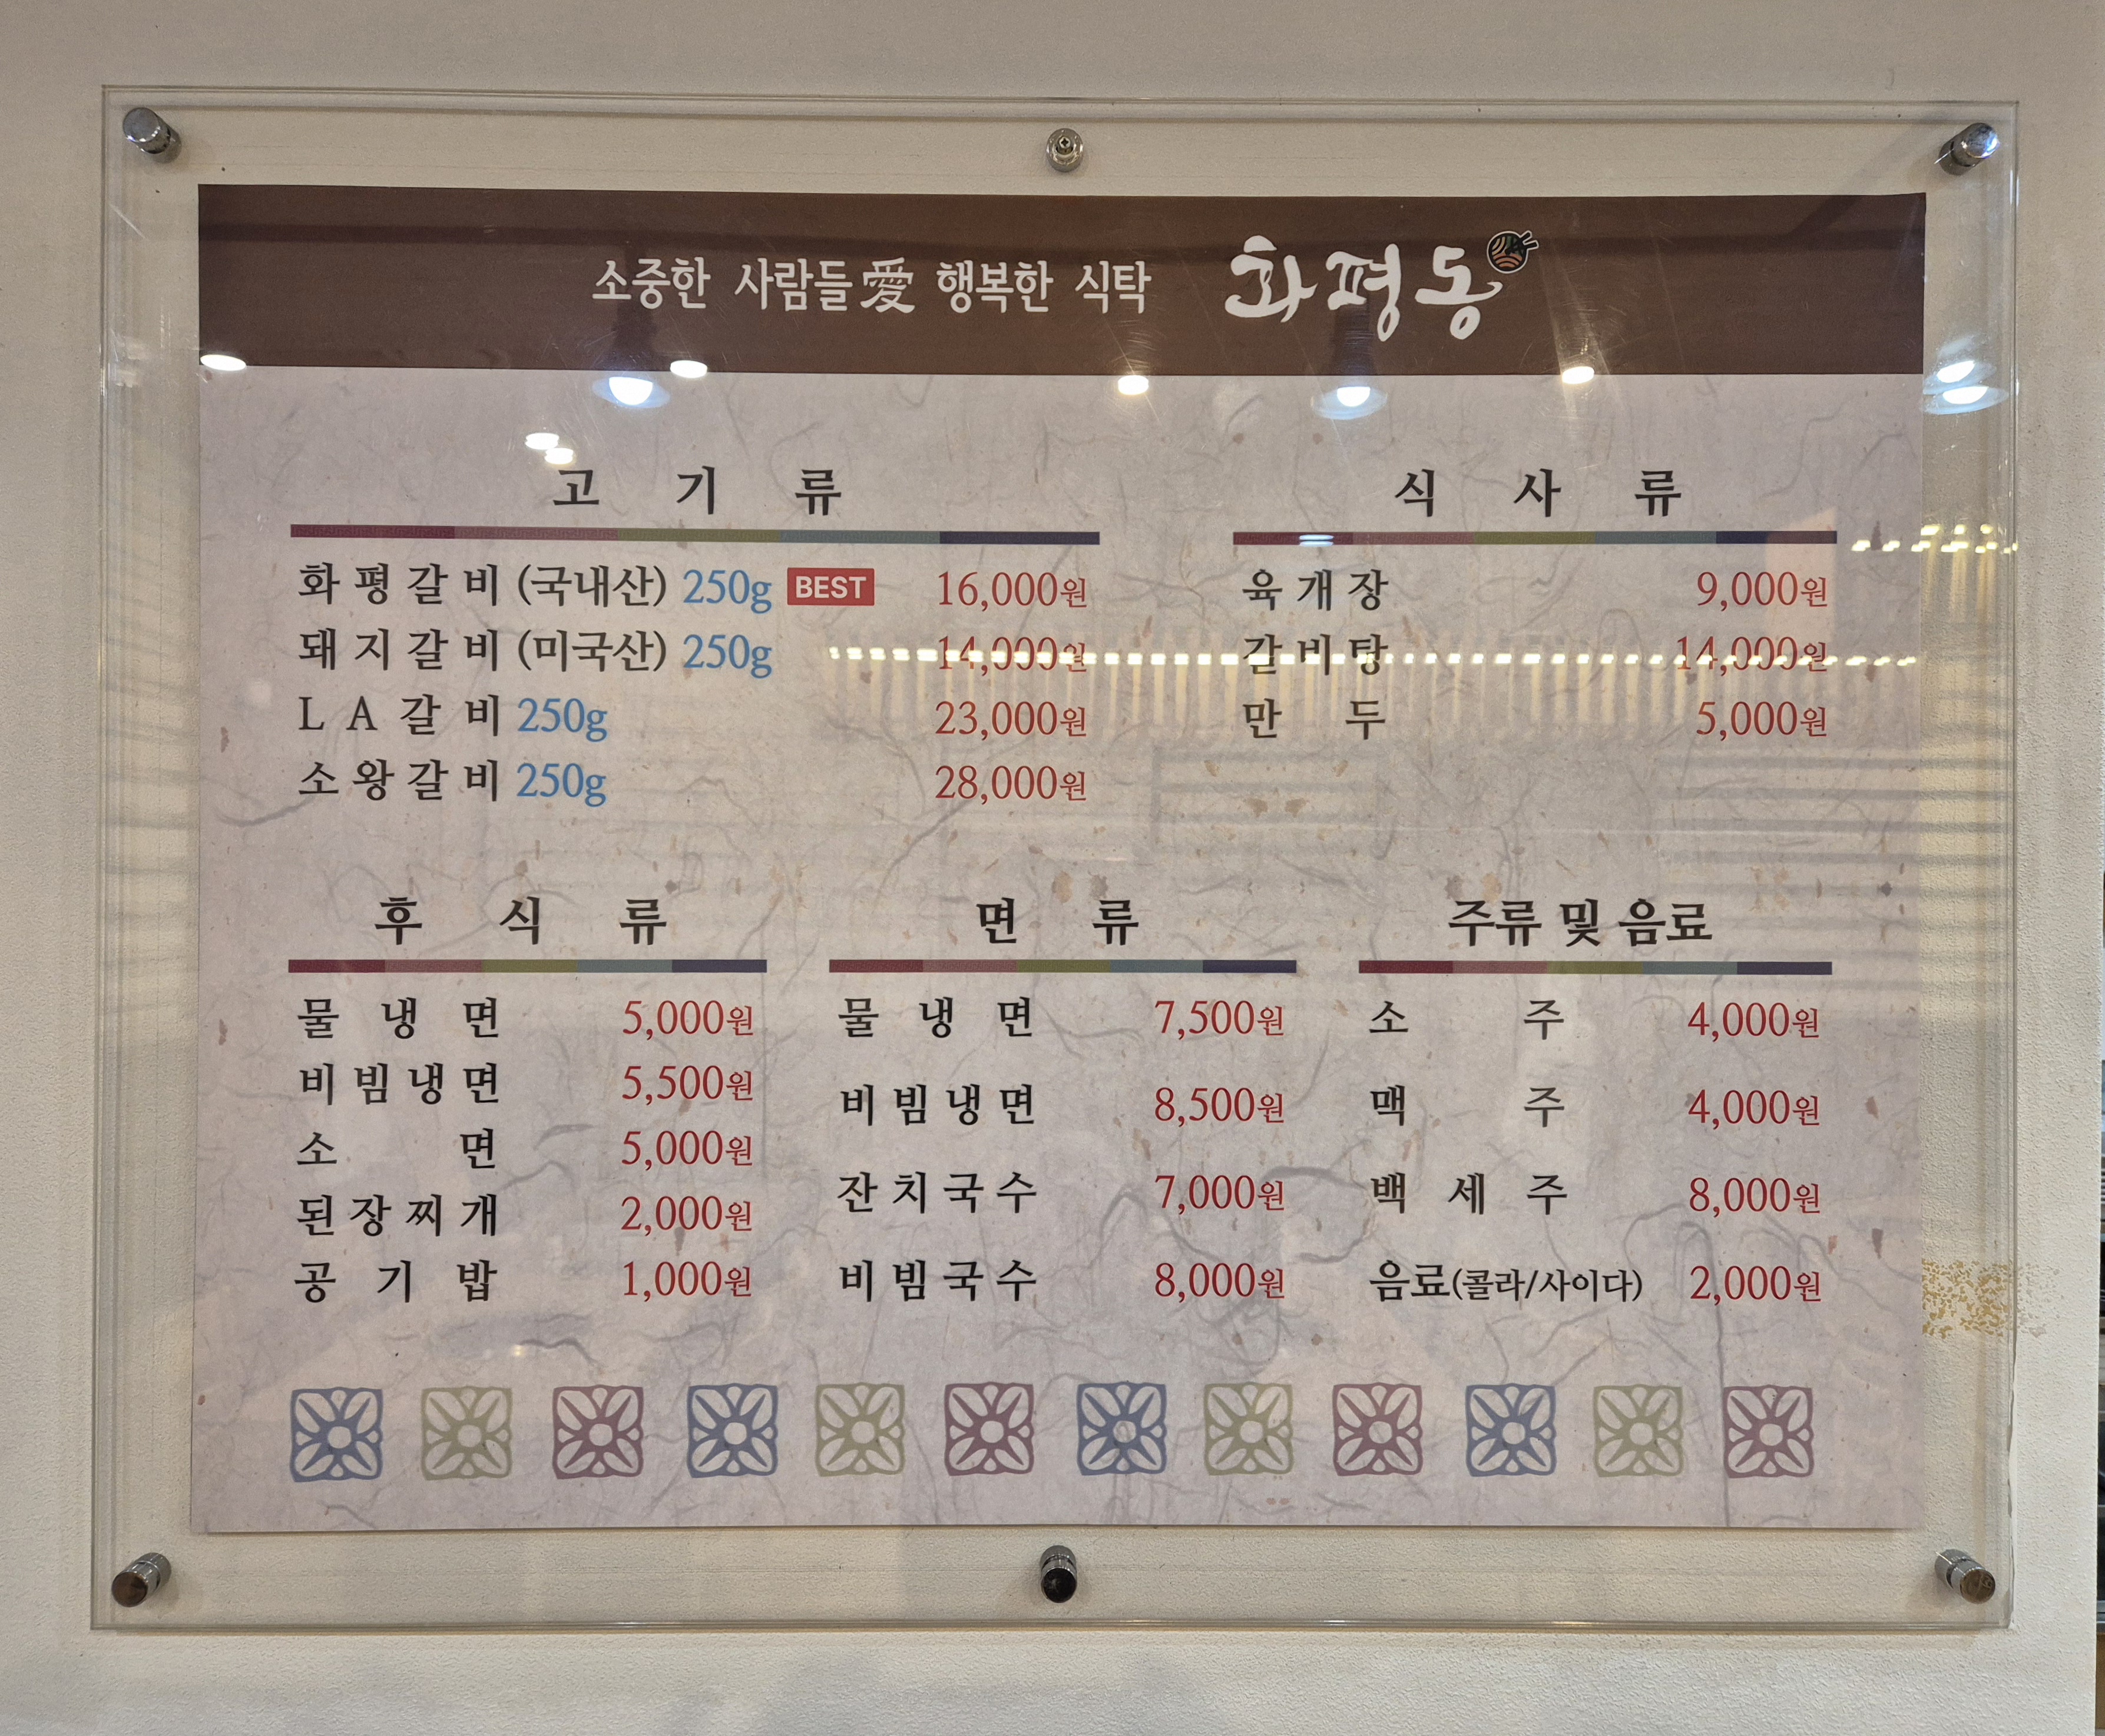 소중한 사람들愛 행복한 식탁 화평동
고기류
화평갈비 (국내산) 250g BEST 16,000원
돼지갈비 (미국산) 250g 14,000원
LA갈비 250g 23,000원
소왕갈비 250g 28,000원
식사류
육개장 9,000원
갈비탕 14,000원
만두 5,000원
후식류
물냉면 5,000원
비빔냉면 5,500원
소면 5,000원
된장찌개 2,000원
공기밥 1,000원
면류
물냉면 7,500원
비빔냉면 8,500원
잔치국수 7,000원
비빔국수 8,000원
주류 및 음료
소주 4,000원
맥주 4,000원
백세주 8,000원
음료(콜라/사이다) 2,000원